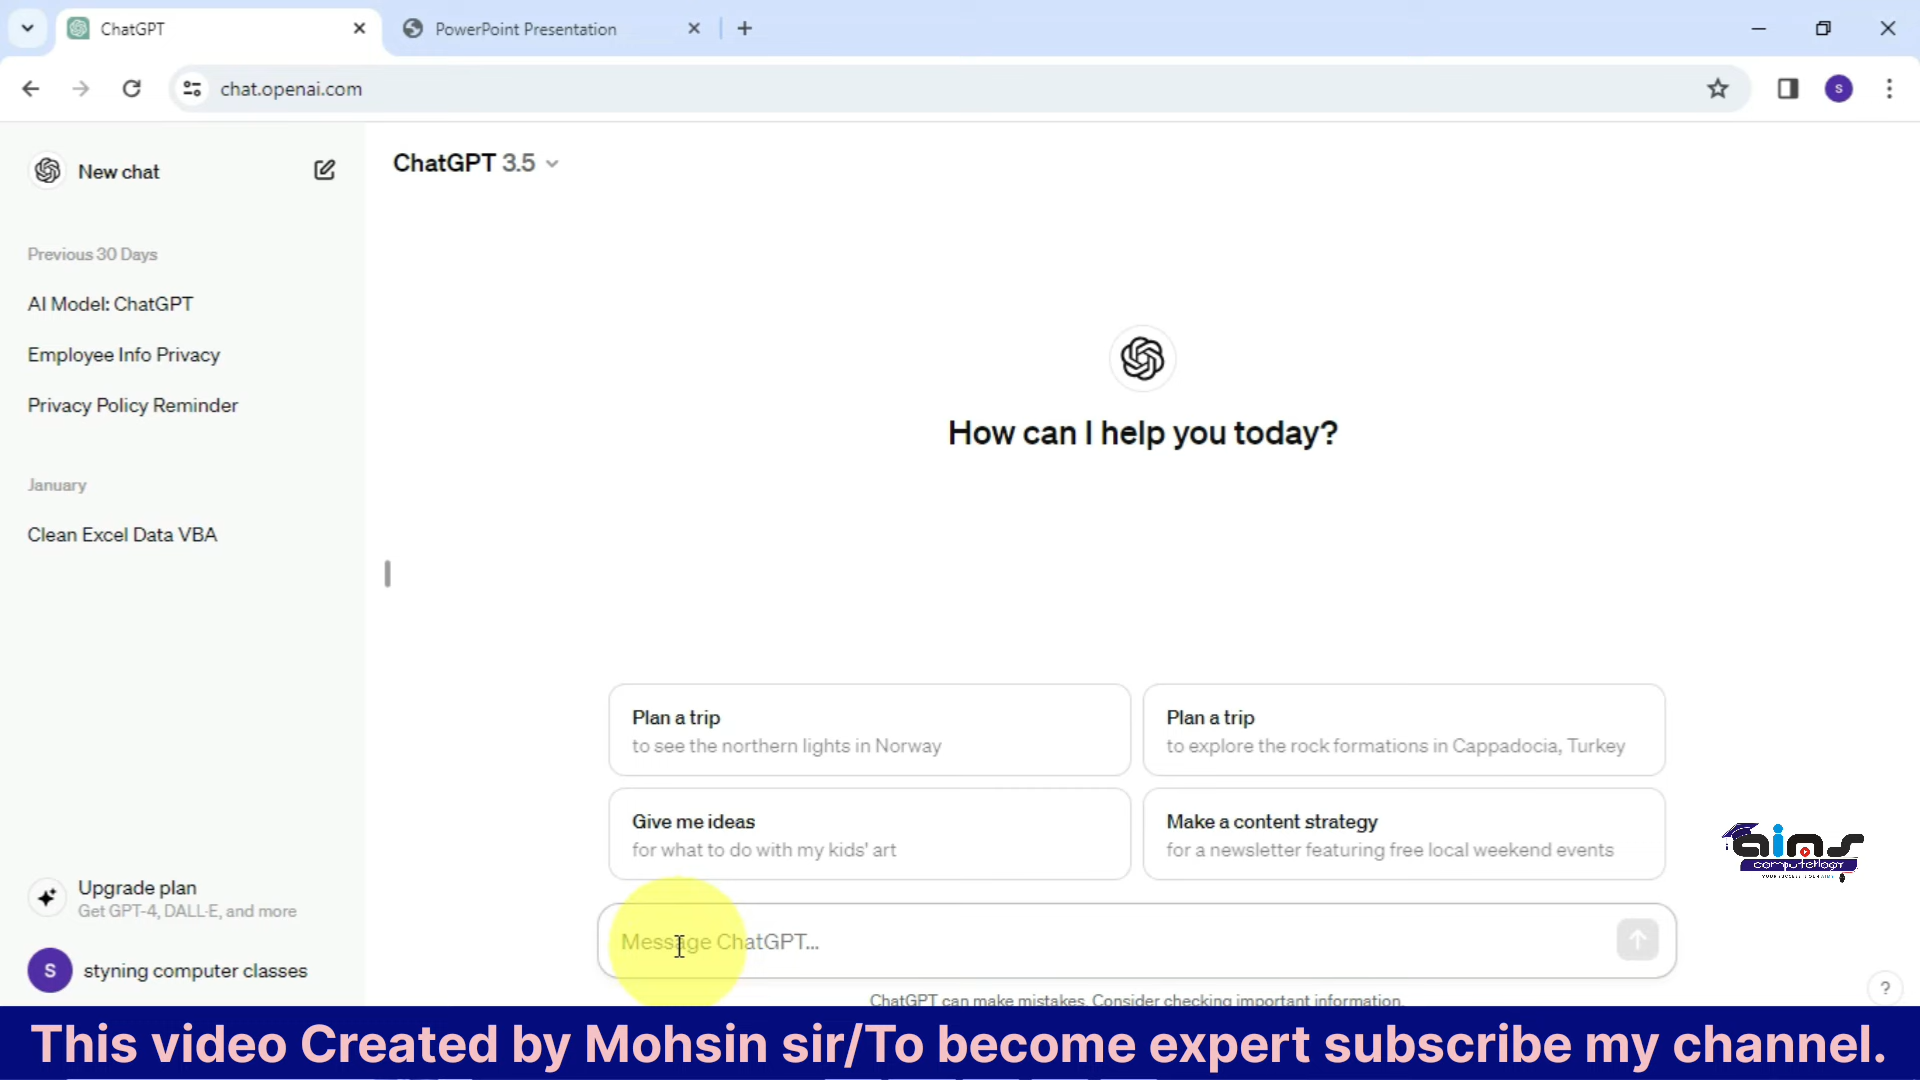 ChatGPT
PowerPoint Presentation
chat.openai.com
S
New chat
ChatGPT 3.5
Previous 30 Days
AI Model: ChatGPT
Employee Info Privacy
Privacy Policy Reminder
January
Clean Excel Data VBA
How can I help you today?
Plan a trip
to see the northern lights in Norway
Plan a trip
to explore the rock formations in Cappadocia, Turkey
Give me ideas
for what to do with my kids' art
Make a content strategy
for a newsletter featuring free local weekend events
aims
computerlogy
Upgrade plan
Get GPT-4, DALL·E, and more
Message ChatGPT...
S
styning computer classes
ChatGPT can make mistakes. Consider checking important information.
?
This video Created by Mohsin sir/To become expert subscribe my channel.